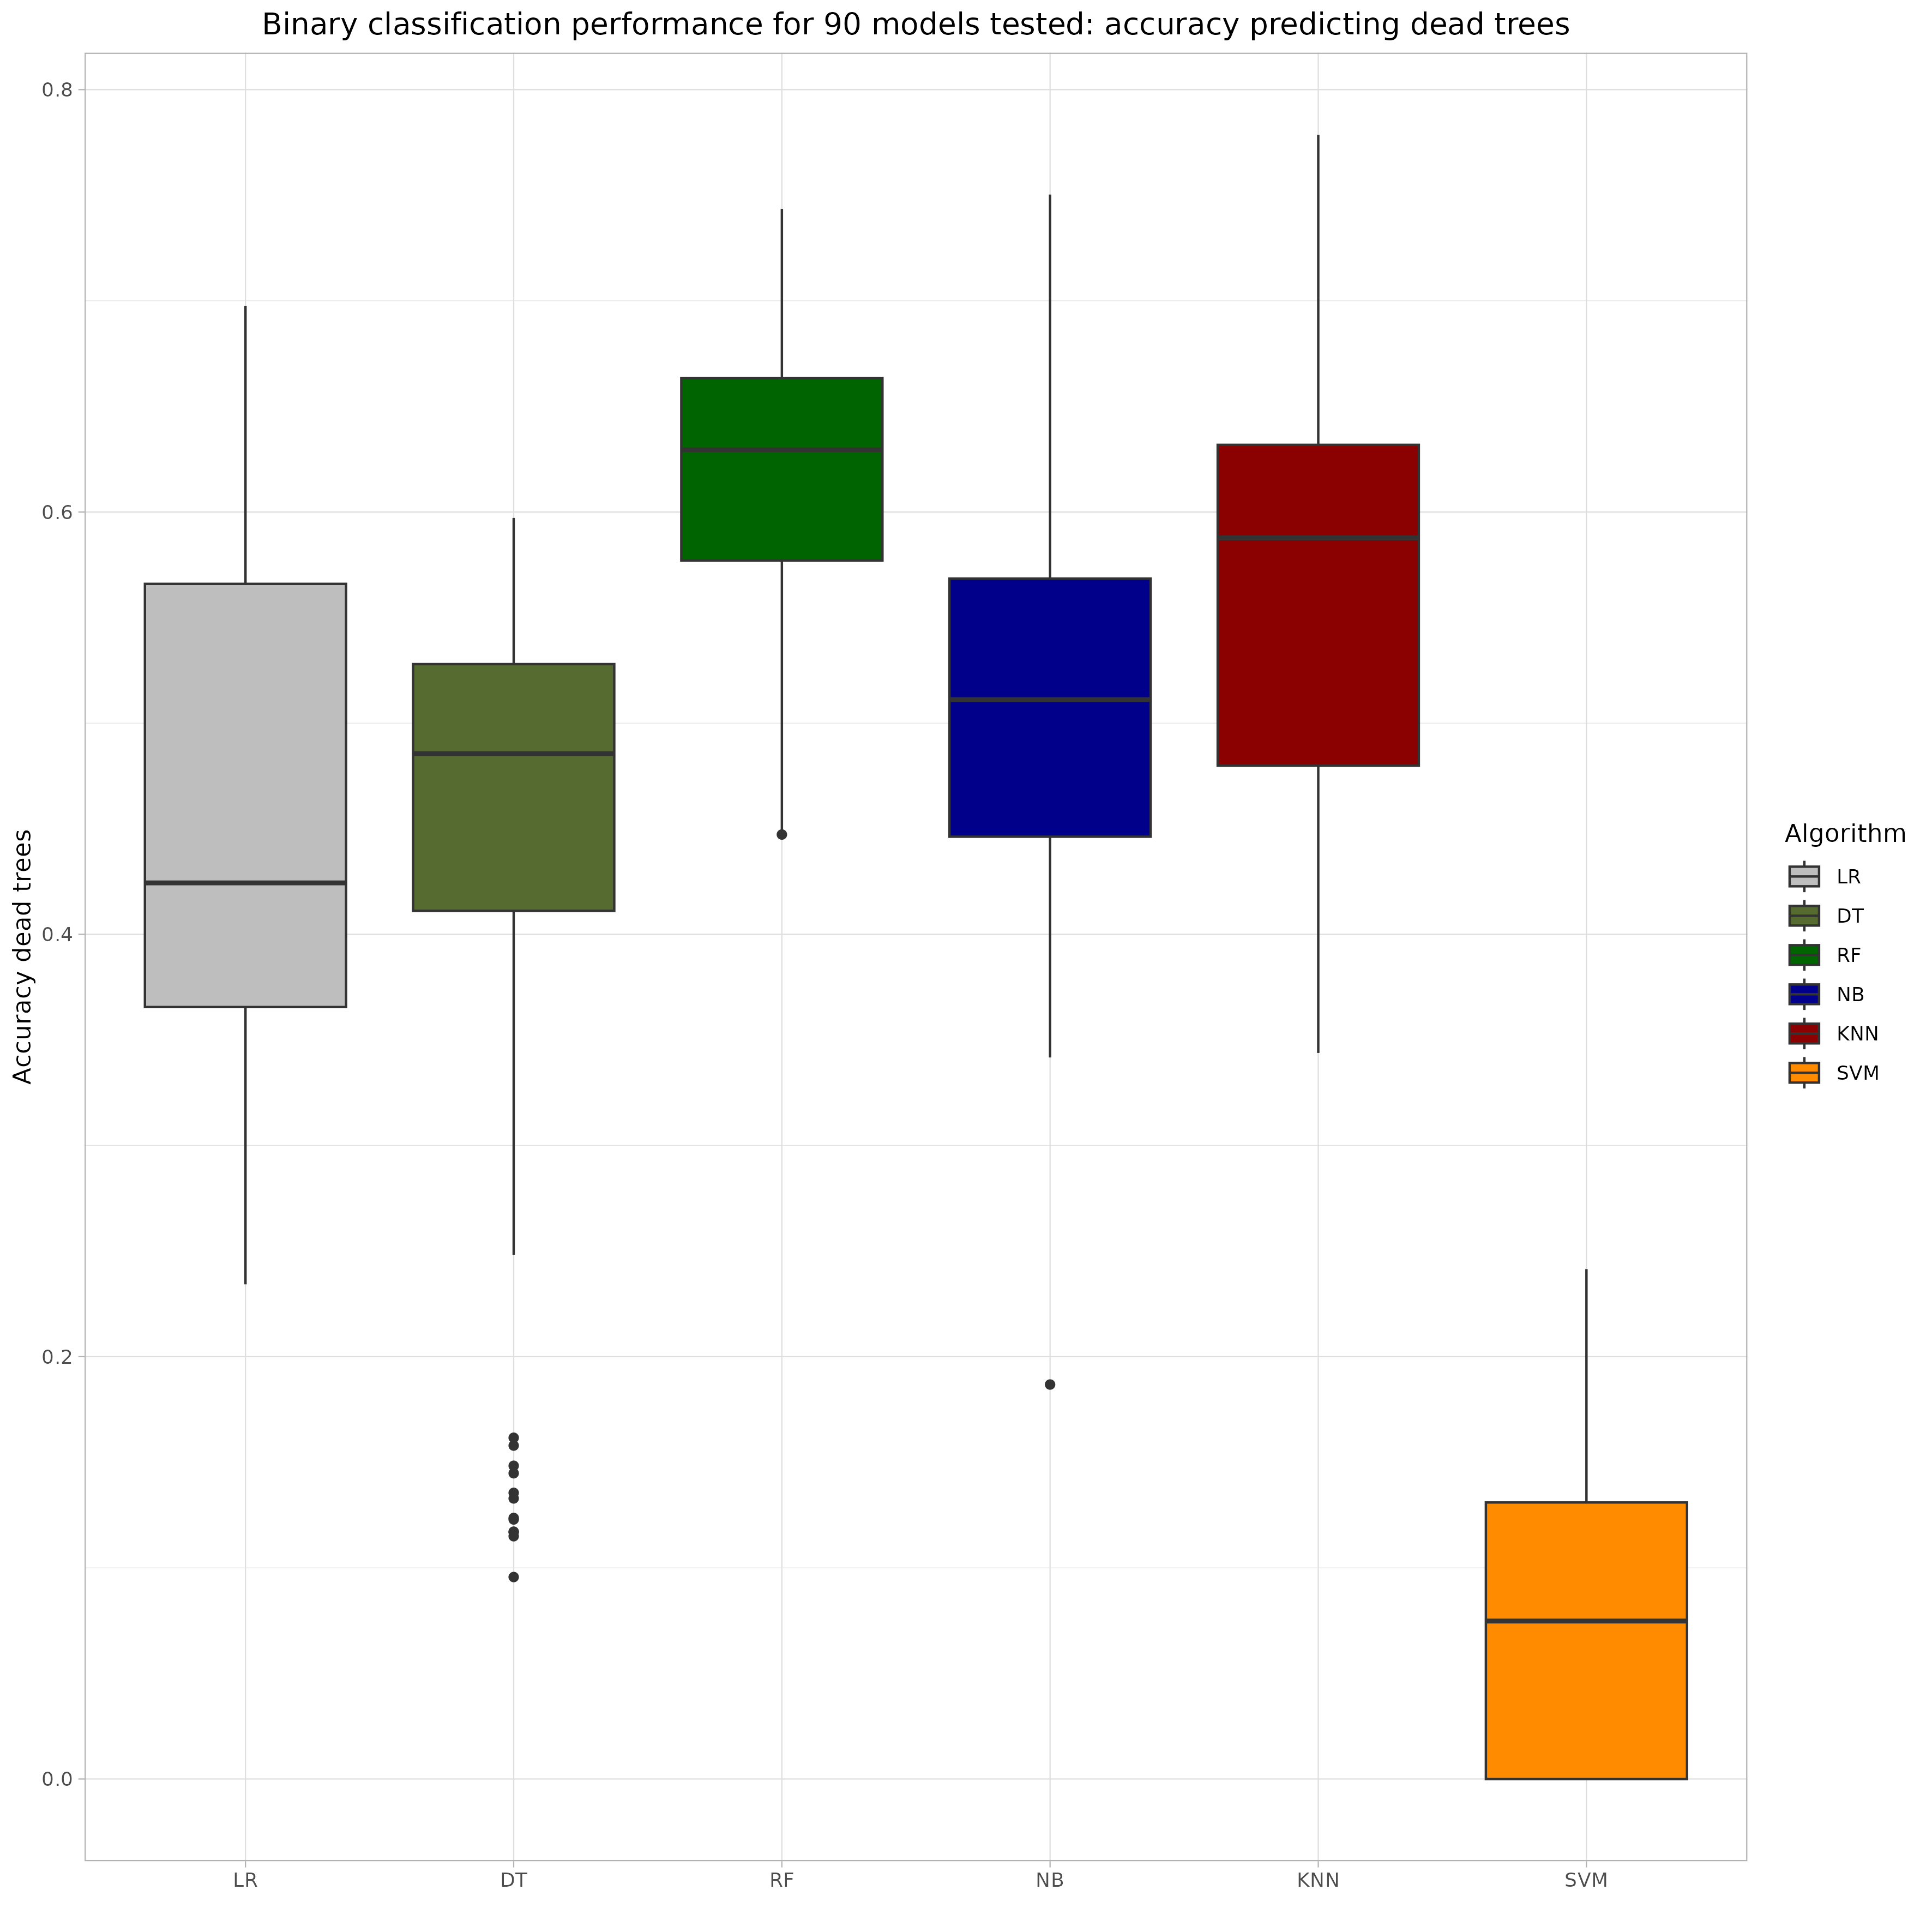 Binary classification performance for 90 models tested: accuracy predicting dead trees
Accuracy dead trees
0.8
0.6
0.4
0.2
0.0
LR
DT
RF
NB
KNN
SVM
Algorithm
LR
DT
RF
NB
KNN
SVM